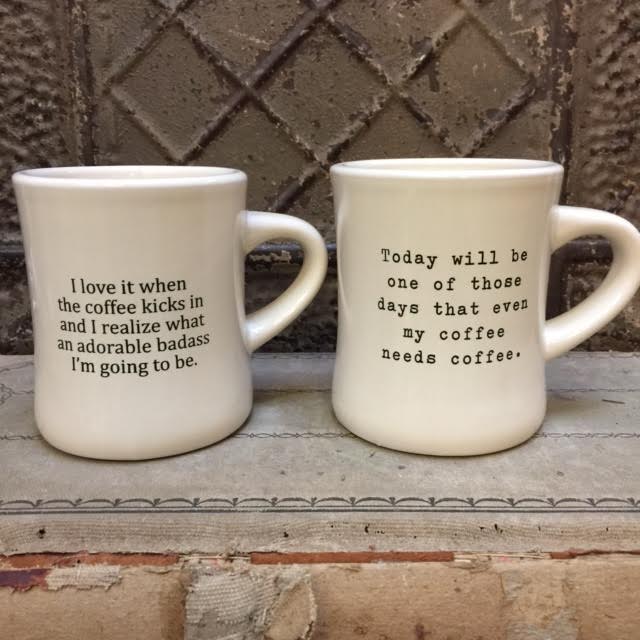 I love it when
the coffee kicks in
and I realize what
an adorable badass
I'm going to be.
Today will be
one of those
days that even
my coffee
needs coffee.